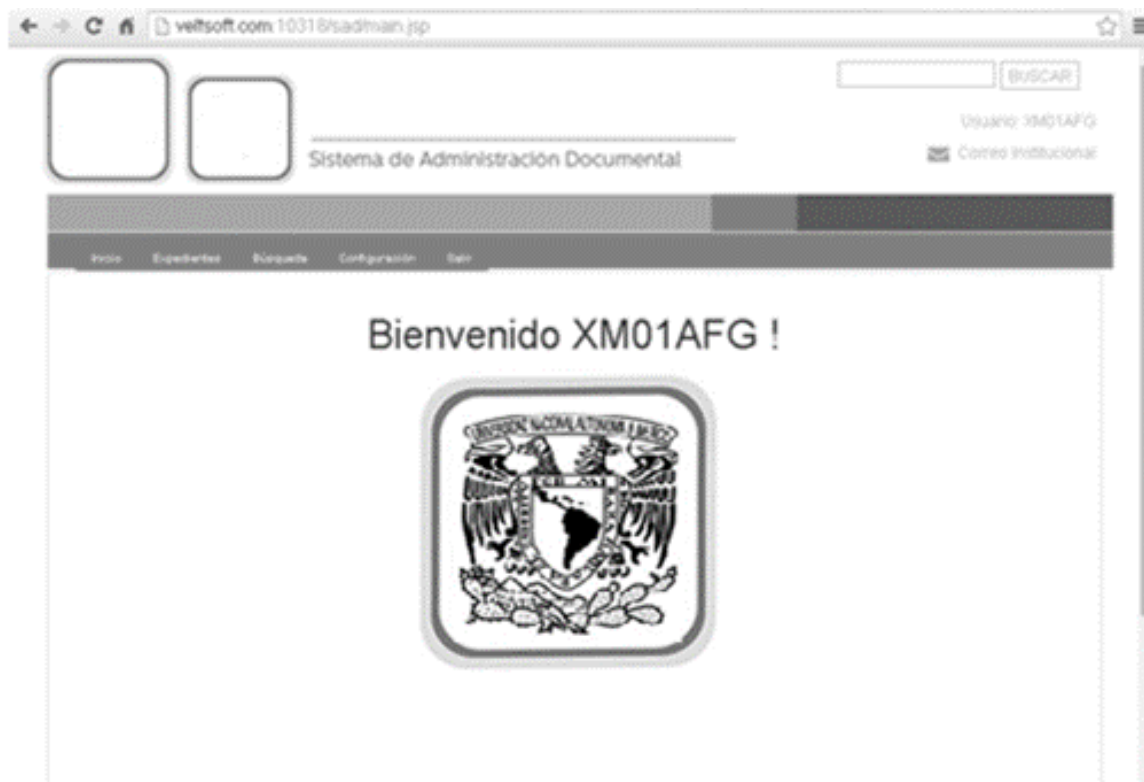 veltsoft.com:10318/sad/main.jsp
BUSCAR
Usuario: XM01AFG
Sistema de Administración Documental
Correo Institucional
Inicio Expedientes Búsqueda Configuración Salir
Bienvenido XM01AFG !